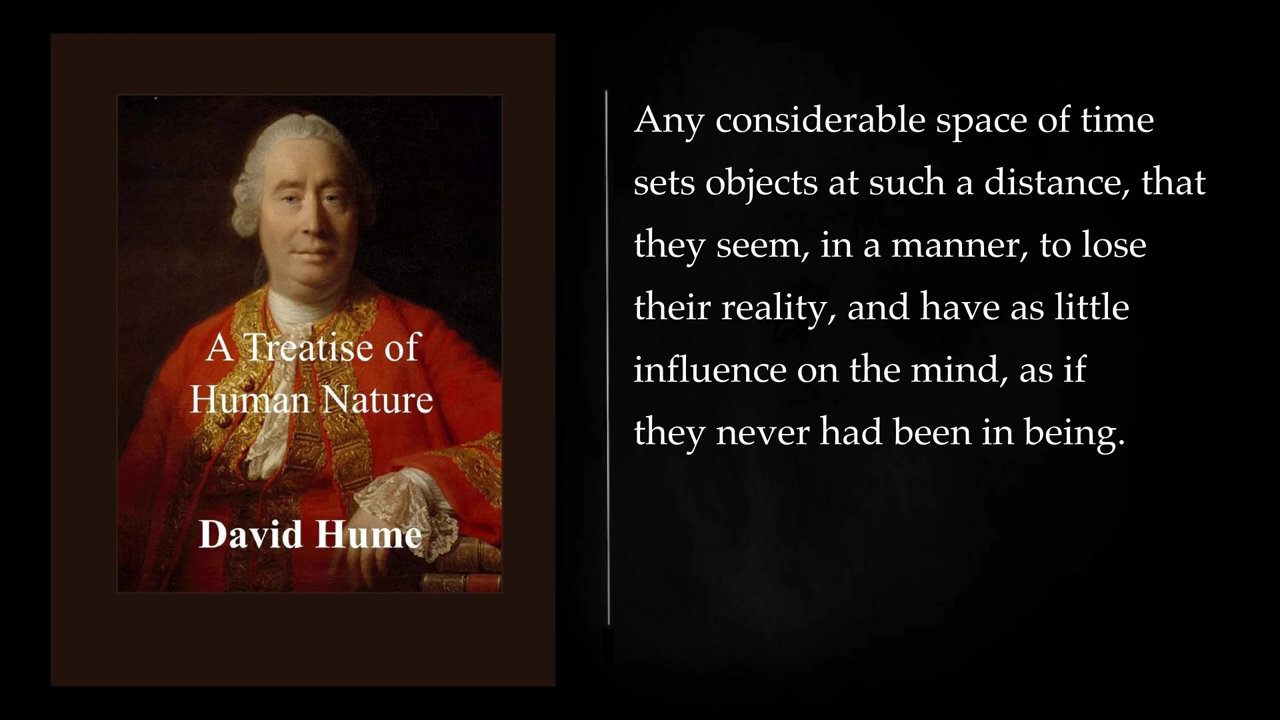 A Treatise of
Human Nature
David Hume
Any considerable space of time
sets objects at such a distance, that
they seem, in a manner, to lose
their reality, and have as little
influence on the mind, as if
they never had been in being.